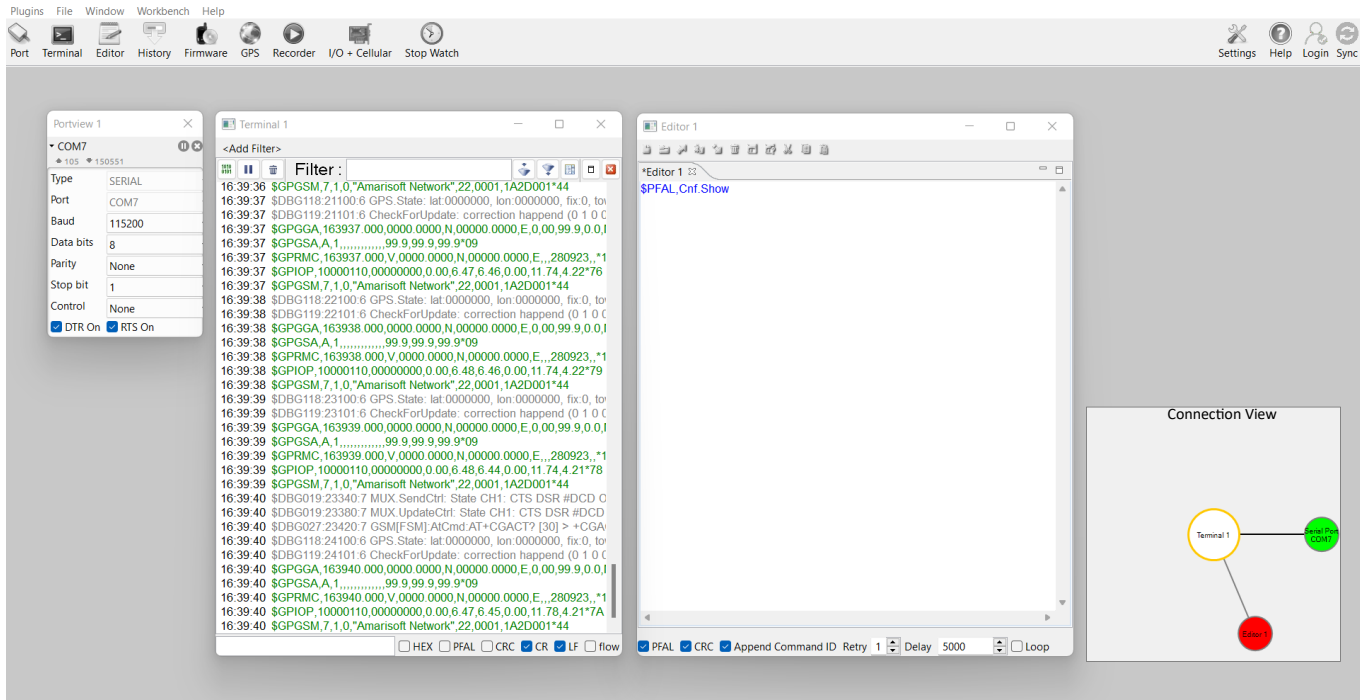 Plugins File Window Workbench Help
Port Terminal Editor History Firmware GPS Recorder I/O + Cellular Stop Watch Settings Help Login Sync
Portview 1
COM7
105 150551
Type SERIAL
Port COM7
Baud 115200
Data bits 8
Parity None
Stop bit 1
Control None
DTR On RTS On
Terminal 1
<Add Filter>
Filter :
16:39:36 $GPGSM,7,1,0,"Amarisoft Network",22,0001,1A2D001*44
16:39:37 $DBG118:21100:6 GPS.State: lat:0000000, lon:0000000, fix:0, tow
16:39:37 $DBG119:21101:6 CheckForUpdate: correction happend (0 1 0 0
16:39:37 $GPGGA,163937.000,0000.0000,N,00000.0000,E,0,00,99.9,0.0,
16:39:37 $GPGSA,A,1,,,,,,,,,,,,,99.9,99.9,99.9*09
16:39:37 $GPRMC,163937.000,V,0000.0000,N,00000.0000,E,,,280923,,*1
16:39:37 $GPIOP,10000110,00000000,0.00,6.47,6.46,0.00,11.74,4.22*76
16:39:37 $GPGSM,7,1,0,"Amarisoft Network",22,0001,1A2D001*44
16:39:38 $DBG118:22100:6 GPS.State: lat:0000000, lon:0000000, fix:0, tow
16:39:38 $DBG119:22101:6 CheckForUpdate: correction happend (0 1 0 0
16:39:38 $GPGGA,163938.000,0000.0000,N,00000.0000,E,0,00,99.9,0.0,
16:39:38 $GPGSA,A,1,,,,,,,,,,,,,99.9,99.9,99.9*09
16:39:38 $GPRMC,163938.000,V,0000.0000,N,00000.0000,E,,,280923,,*1
16:39:38 $GPIOP,10000110,00000000,0.00,6.48,6.46,0.00,11.74,4.22*79
16:39:38 $GPGSM,7,1,0,"Amarisoft Network",22,0001,1A2D001*44
16:39:39 $DBG118:23100:6 GPS.State: lat:0000000, lon:0000000, fix:0, tow
16:39:39 $DBG119:23101:6 CheckForUpdate: correction happend (0 1 0 0
16:39:39 $GPGGA,163939.000,0000.0000,N,00000.0000,E,0,00,99.9,0.0,
16:39:39 $GPGSA,A,1,,,,,,,,,,,,,99.9,99.9,99.9*09
16:39:39 $GPRMC,163939.000,V,0000.0000,N,00000.0000,E,,,280923,,*1
16:39:39 $GPIOP,10000110,00000000,0.00,6.48,6.44,0.00,11.74,4.21*78
16:39:39 $GPGSM,7,1,0,"Amarisoft Network",22,0001,1A2D001*44
16:39:40 $DBG019:23340:7 MUX.SendCtrl: State CH1: CTS DSR #DCD O
16:39:40 $DBG019:23380:7 MUX.UpdateCtrl: State CH1: CTS DSR #DCD
16:39:40 $DBG027:23420:7 GSM[FSM]:AtCmd:AT+CGACT? [30] > +CGA
16:39:40 $DBG118:24100:6 GPS.State: lat:0000000, lon:0000000, fix:0, tow
16:39:40 $DBG119:24101:6 CheckForUpdate: correction happend (0 1 0 0
16:39:40 $GPGGA,163940.000,0000.0000,N,00000.0000,E,0,00,99.9,0.0,
16:39:40 $GPGSA,A,1,,,,,,,,,,,,,99.9,99.9,99.9*09
16:39:40 $GPRMC,163940.000,V,0000.0000,N,00000.0000,E,,,280923,,*1
16:39:40 $GPIOP,10000110,00000000,0.00,6.47,6.45,0.00,11.78,4.21*7A
16:39:40 $GPGSM,7,1,0,"Amarisoft Network",22,0001,1A2D001*44
HEX PFAL CRC CR LF flow
Editor 1
*Editor 1
$PFAL,Cnf.Show
PFAL CRC Append Command ID Retry 1 Delay 5000 Loop
Connection View
Terminal 1
Serial Port
COM7
Editor 1